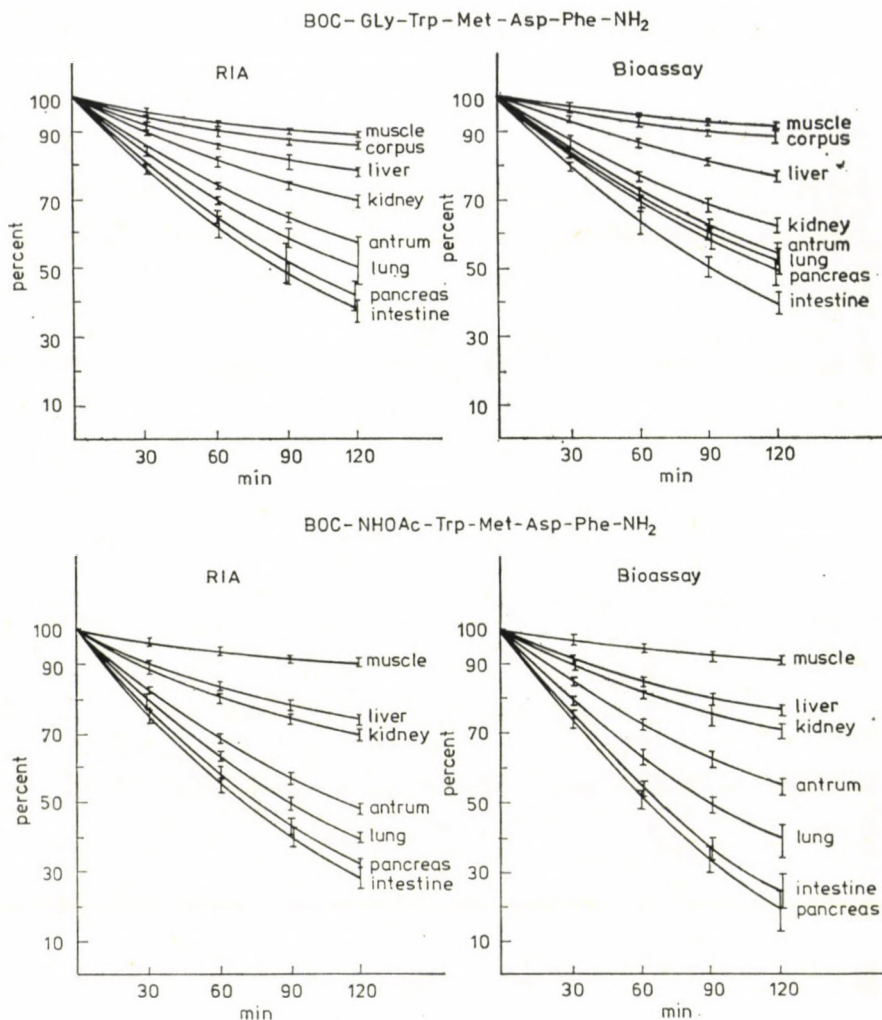 BOC-GLy-Trp-Met-Asp-Phe-NH₂
RIA
percent
100
90
70
50
30
10
muscle
corpus
liver
kidney
antrum
lung
pancreas
intestine
30 60 90 120
min
Bioassay
percent
100
90
70
50
30
10
muscle
corpus
liver
kidney
antrum
lung
pancreas
intestine
30 60 90 120
min
BOC-NHOAc-Trp-Met-Asp-Phe-NH₂
RIA
percent
100
90
70
50
30
10
muscle
liver
kidney
antrum
lung
pancreas
intestine
30 60 90 120
min
Bioassay
percent
100
90
70
50
30
10
muscle
liver
kidney
antrum
lung
intestine
pancreas
30 60 90 120
min